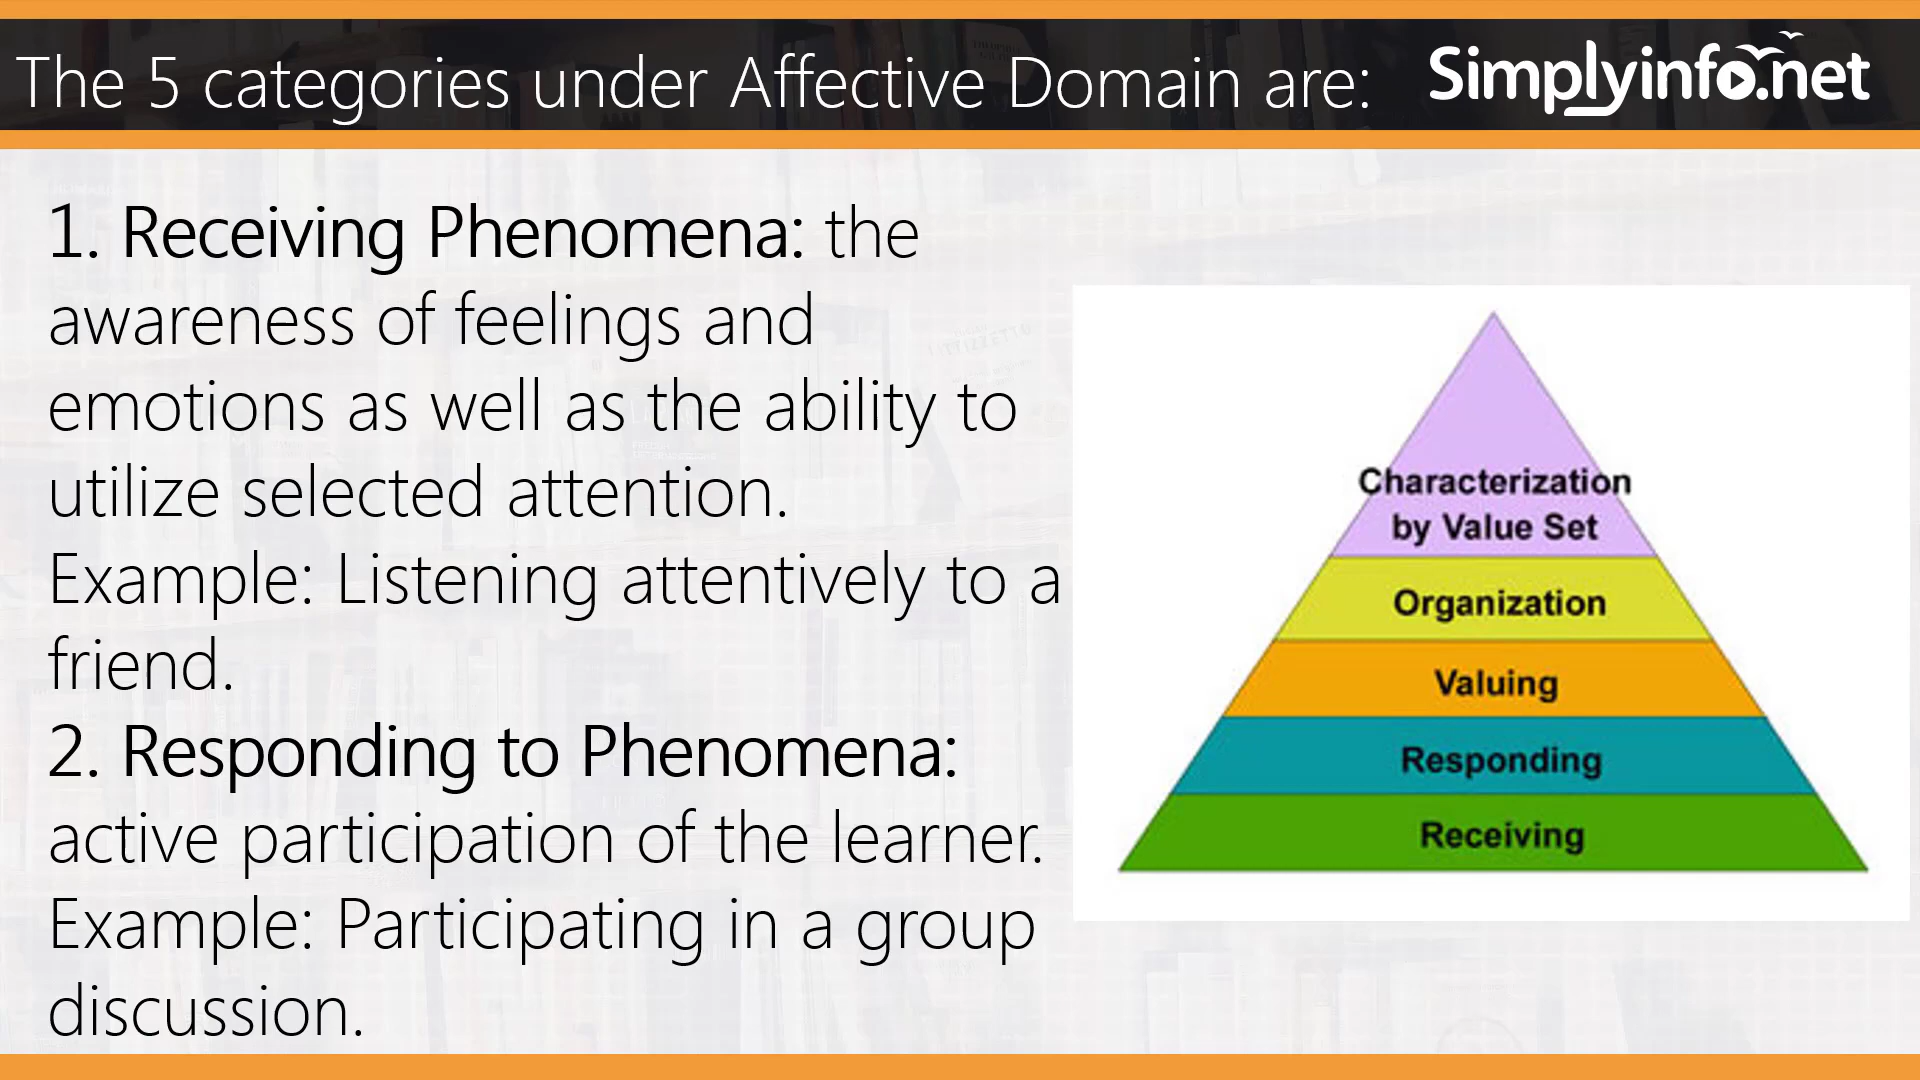 The 5 categories under Affective Domain are:
Simplyinfo.net
1. Receiving Phenomena: the
awareness of feelings and
emotions as well as the ability to
utilize selected attention.
Example: Listening attentively to a
friend.
2. Responding to Phenomena:
active participation of the learner.
Example: Participating in a group
discussion.
Characterization
by Value Set
Organization
Valuing
Responding
Receiving